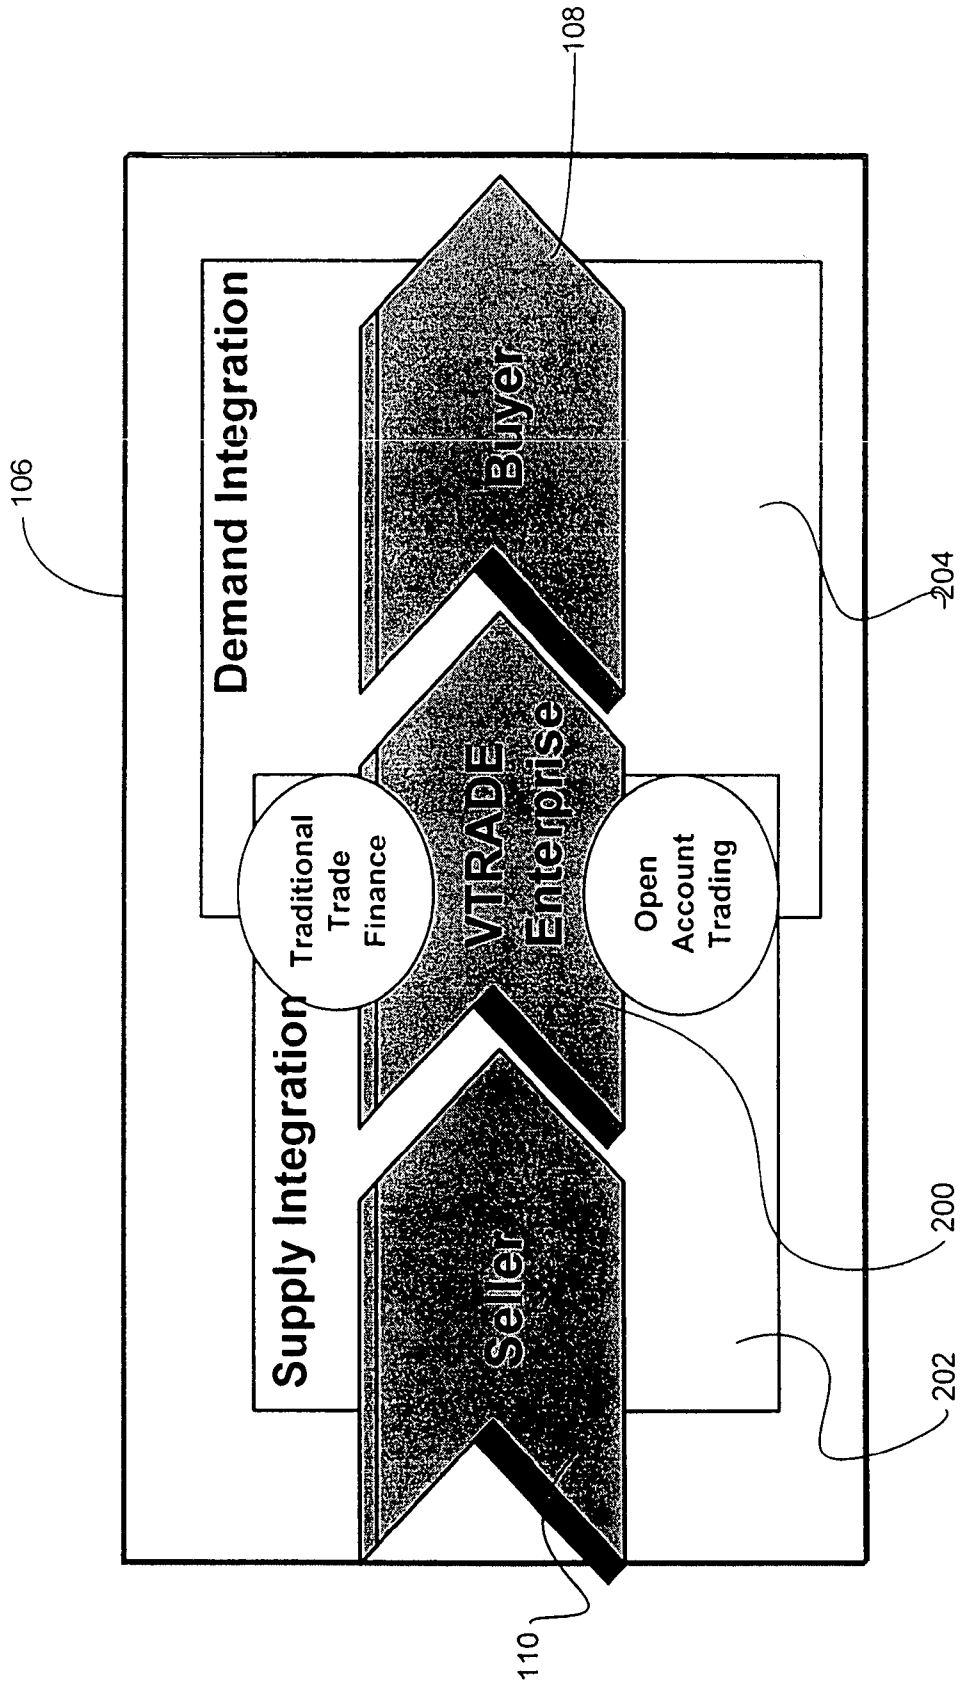 106
108
Demand Integration
Supply Integration
Traditional
Trade
Finance
Seller
VTRADE
Enterprise
Buyer
Open
Account
Trading
110
202
200
204